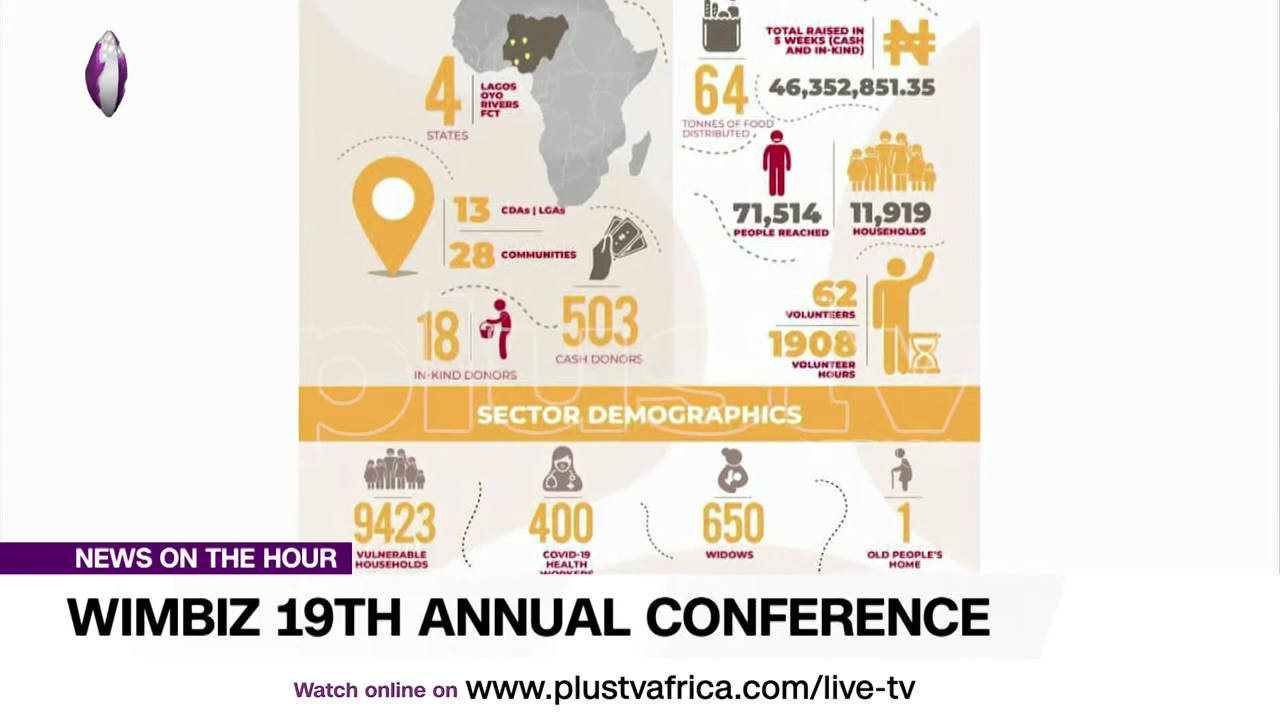 4
LAGOS
OYO
RIVERS
FCT
STATES
13 CDAs | LGAs
28 COMMUNITIES
18
IN-KIND DONORS
503
CASH DONORS
64
TONNES OF FOOD
DISTRIBUTED
TOTAL RAISED IN
5 WEEKS (CASH
AND IN-KIND)
₦
46,352,851.35
71,514
PEOPLE REACHED
11,919
HOUSEHOLDS
62
VOLUNTEERS
1908
VOLUNTEER
HOURS
plustv
SECTOR DEMOGRAPHICS
9423
VULNERABLE
HOUSEHOLDS
400
COVID-19
HEALTH
WORKERS
650
WIDOWS
1
OLD PEOPLE'S
HOME
NEWS ON THE HOUR
WIMBIZ 19TH ANNUAL CONFERENCE
Watch online on www.plustvafrica.com/live-tv